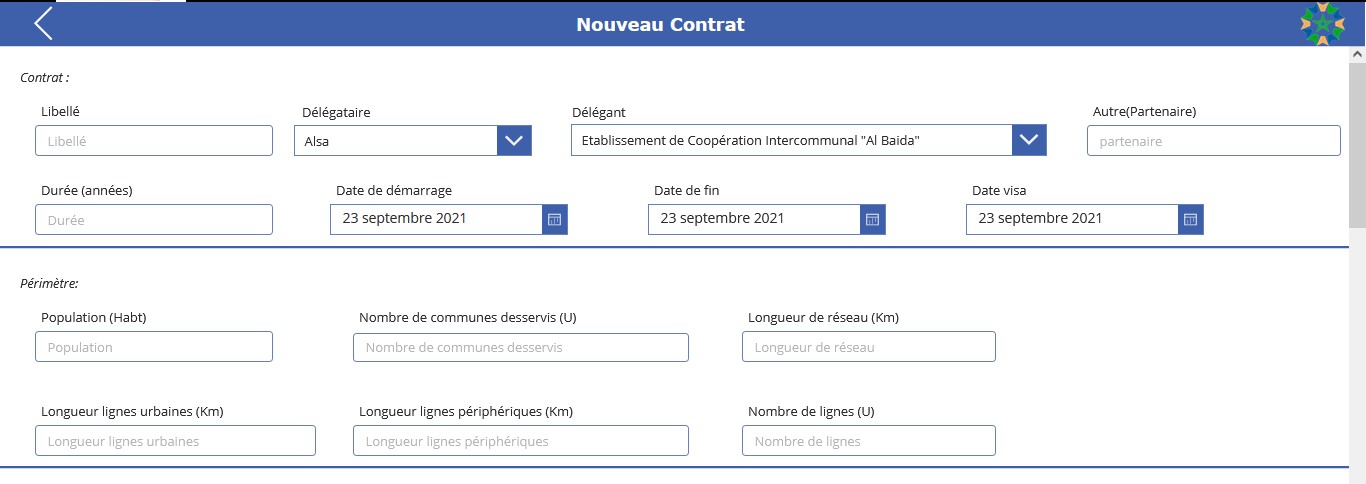 Nouveau Contrat
Contrat :
Libellé Délégataire Délégant Autre(Partenaire)
Libellé Alsa Etablissement de Coopération Intercommunal "Al Baida" partenaire
Durée (années) Date de démarrage Date de fin Date visa
Durée 23 septembre 2021 23 septembre 2021 23 septembre 2021
Périmètre:
Population (Habt) Nombre de communes desservis (U) Longueur de réseau (Km)
Population Nombre de communes desservis Longueur de réseau
Longueur lignes urbaines (Km) Longueur lignes périphériques (Km) Nombre de lignes (U)
Longueur lignes urbaines Longueur lignes périphériques Nombre de lignes